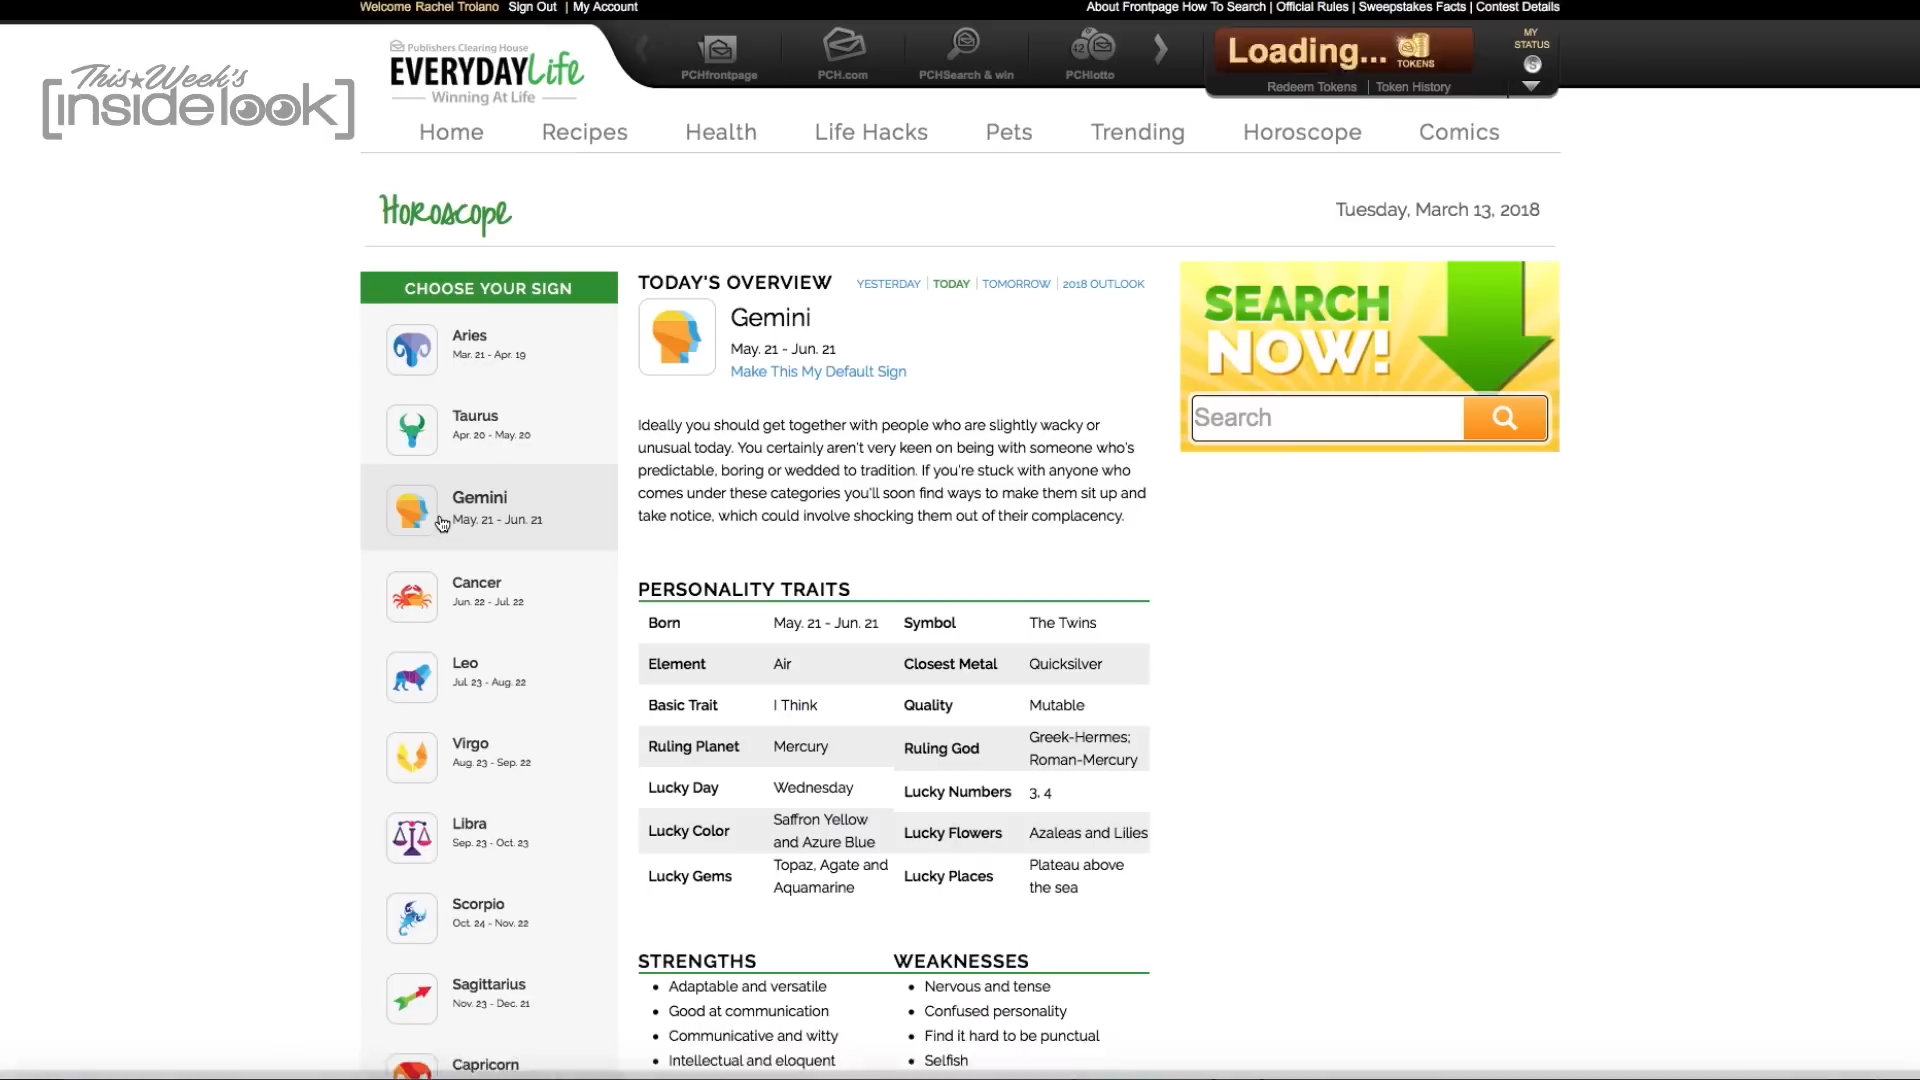 Welcome Rachel Troiano Sign Out | My Account
About Frontpage How To Search | Official Rules | Sweepstakes Facts | Contest Details
This Week's
[insidelook]
Publishers Clearing House
EVERYDAY Life
Winning At Life
PCHfrontpage
PCH.com
PCHSearch & win
42
PCHlotto
Loading...
TOKENS
Redeem Tokens | Token History
MY
STATUS
S
Home Recipes Health Life Hacks Pets Trending Horoscope Comics
Horoscope
Tuesday, March 13, 2018
CHOOSE YOUR SIGN
Aries
Mar. 21 - Apr. 19
Taurus
Apr. 20 - May. 20
Gemini
May. 21 - Jun. 21
Cancer
Jun. 22 - Jul. 22
Leo
Jul. 23 - Aug. 22
Virgo
Aug. 23 - Sep. 22
Libra
Sep. 23 - Oct. 23
Scorpio
Oct. 24 - Nov. 22
Sagittarius
Nov. 23 - Dec. 21
Capricorn
TODAY'S OVERVIEW
YESTERDAY | TODAY | TOMORROW | 2018 OUTLOOK
Gemini
May. 21 - Jun. 21
Make This My Default Sign
Ideally you should get together with people who are slightly wacky or
unusual today. You certainly aren't very keen on being with someone who's
predictable, boring or wedded to tradition. If you're stuck with anyone who
comes under these categories you'll soon find ways to make them sit up and
take notice, which could involve shocking them out of their complacency.
PERSONALITY TRAITS
Born May. 21 - Jun. 21 Symbol The Twins
Element Air Closest Metal Quicksilver
Basic Trait I Think Quality Mutable
Ruling Planet Mercury Ruling God Greek-Hermes;
Roman-Mercury
Lucky Day Wednesday Lucky Numbers 3, 4
Lucky Color Saffron Yellow
and Azure Blue
Lucky Flowers Azaleas and Lilies
Lucky Gems Topaz, Agate and
Aquamarine
Lucky Places Plateau above
the sea
STRENGTHS
• Adaptable and versatile
• Good at communication
• Communicative and witty
• Intellectual and eloquent
WEAKNESSES
• Nervous and tense
• Confused personality
• Find it hard to be punctual
• Selfish
SEARCH
NOW!
Search